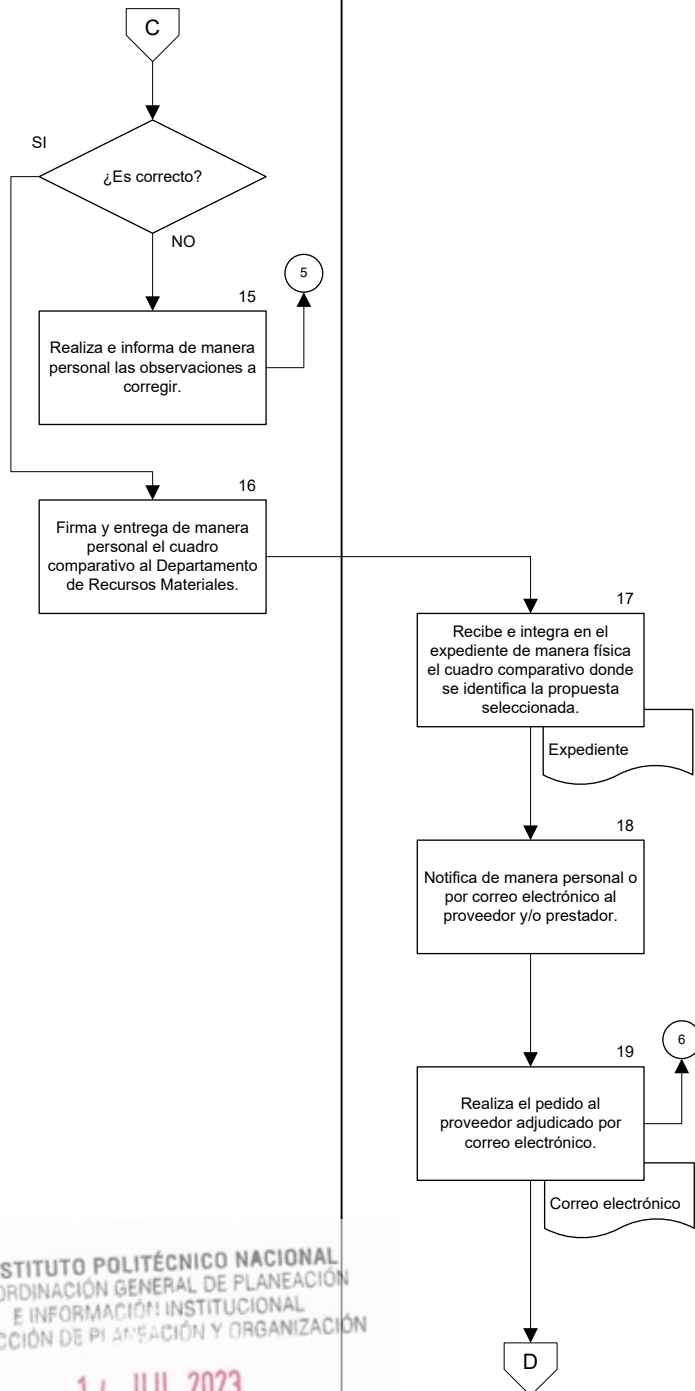 C
SI
¿Es correcto?
NO
5
15
Realiza e informa de manera
personal las observaciones a
corregir.
16
Firma y entrega de manera
personal el cuadro
comparativo al Departamento
de Recursos Materiales.
17
Recibe e integra en el
expediente de manera física
el cuadro comparativo donde
se identifica la propuesta
seleccionada.
Expediente
18
Notifica de manera personal o
por correo electrónico al
proveedor y/o prestador.
6
19
Realiza el pedido al
proveedor adjudicado por
correo electrónico.
Correo electrónico
D
STITUTO POLITÉCNICO NACIONAL
ORDINACIÓN GENERAL DE PLANEACIÓN
E INFORMACIÓN INSTITUCIONAL
CCIÓN DE PLANEACIÓN Y ORGANIZACIÓN
JUL 2023